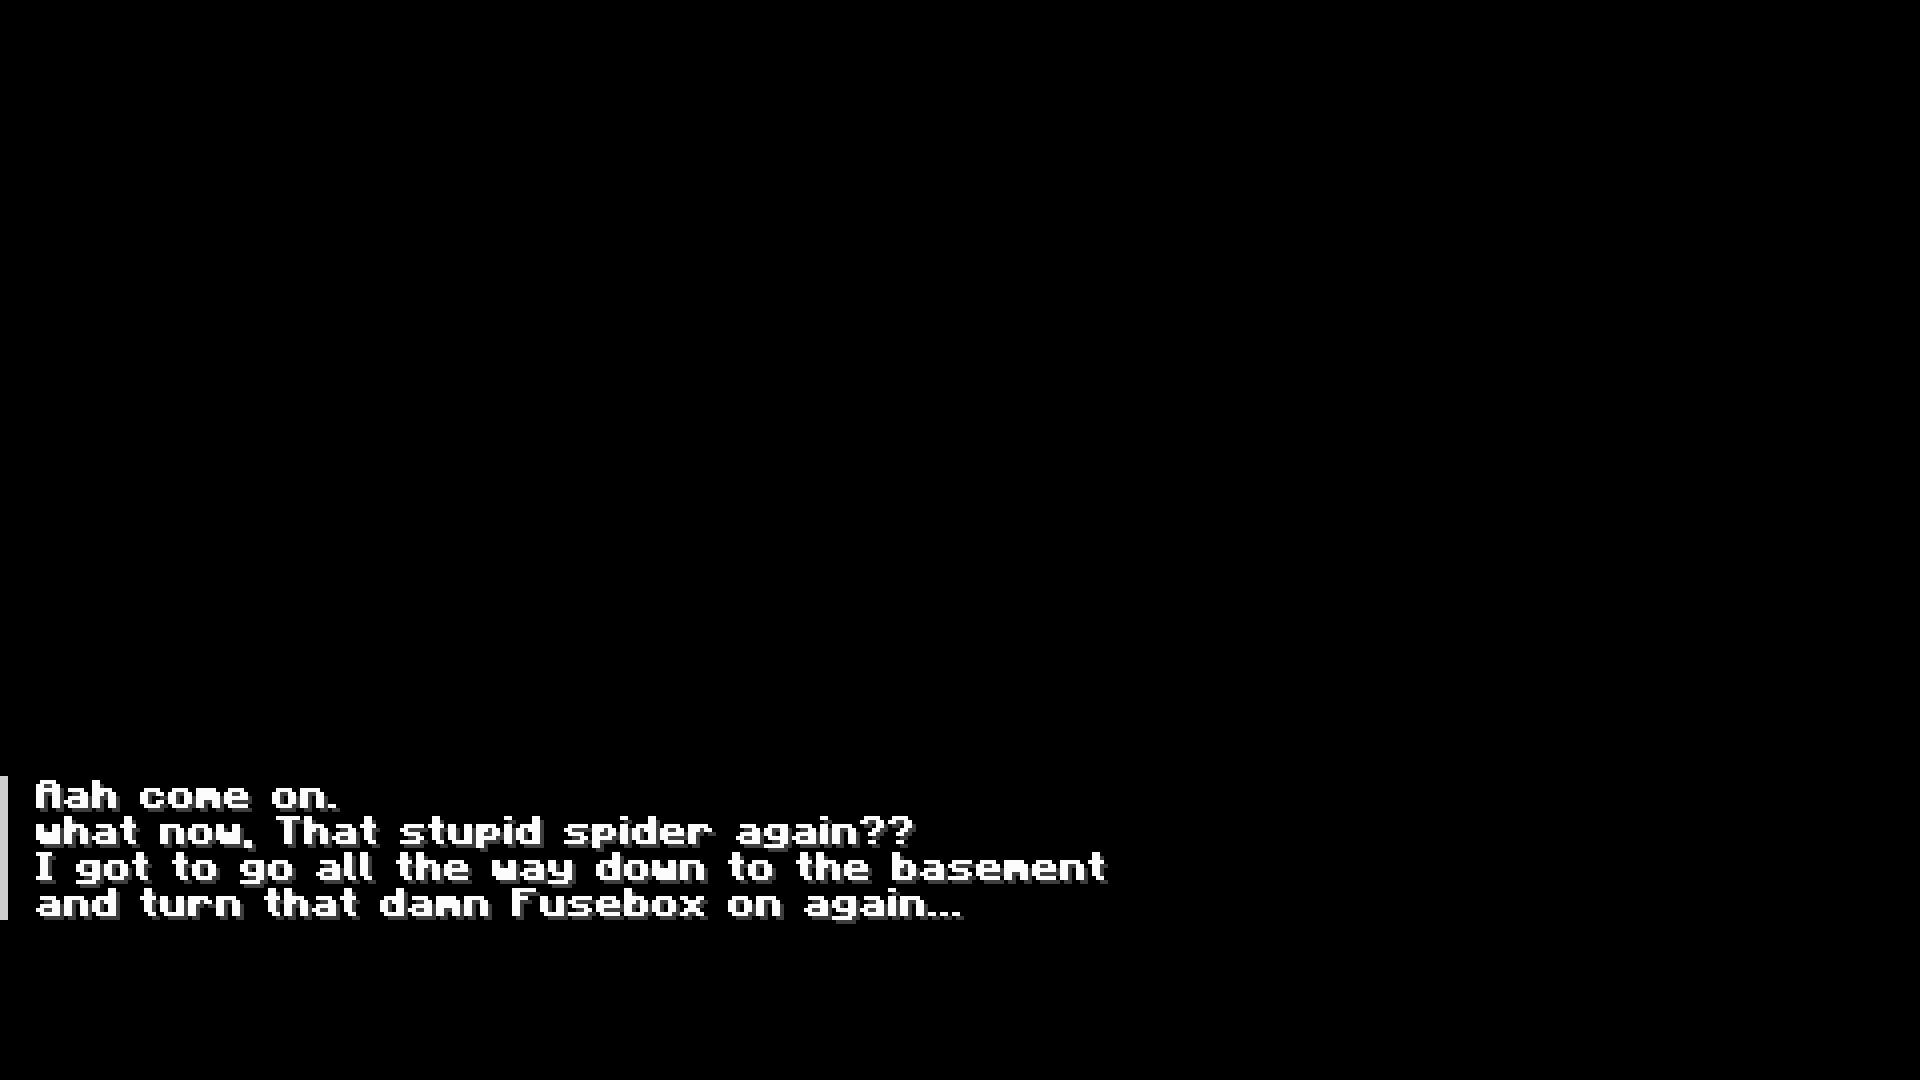 Aah come on.
what now. That stupid spider again??
I got to go all the way down to the basement
and turn that damn Fusebox on again...